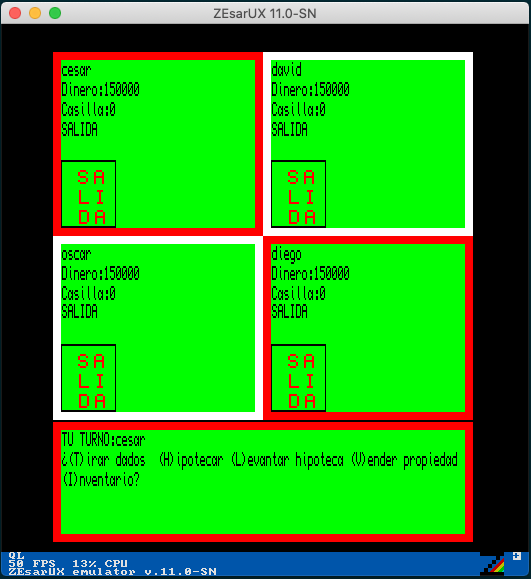 ZEsarUX 11.0-SN
cesar
Dinero:150000
Casilla:0
SALIDA
SA
LI
DA
david
Dinero:150000
Casilla:0
SALIDA
SA
LI
DA
oscar
Dinero:150000
Casilla:0
SALIDA
SA
LI
DA
diego
Dinero:150000
Casilla:0
SALIDA
SA
LI
DA
TU TURNO:cesar
¿(T)irar dados (H)ipotecar (L)evantar hipoteca (V)ender propiedad
(I)nventario?
QL
50 FPS 13% CPU
ZEsarUX emulator v.11.0-SN